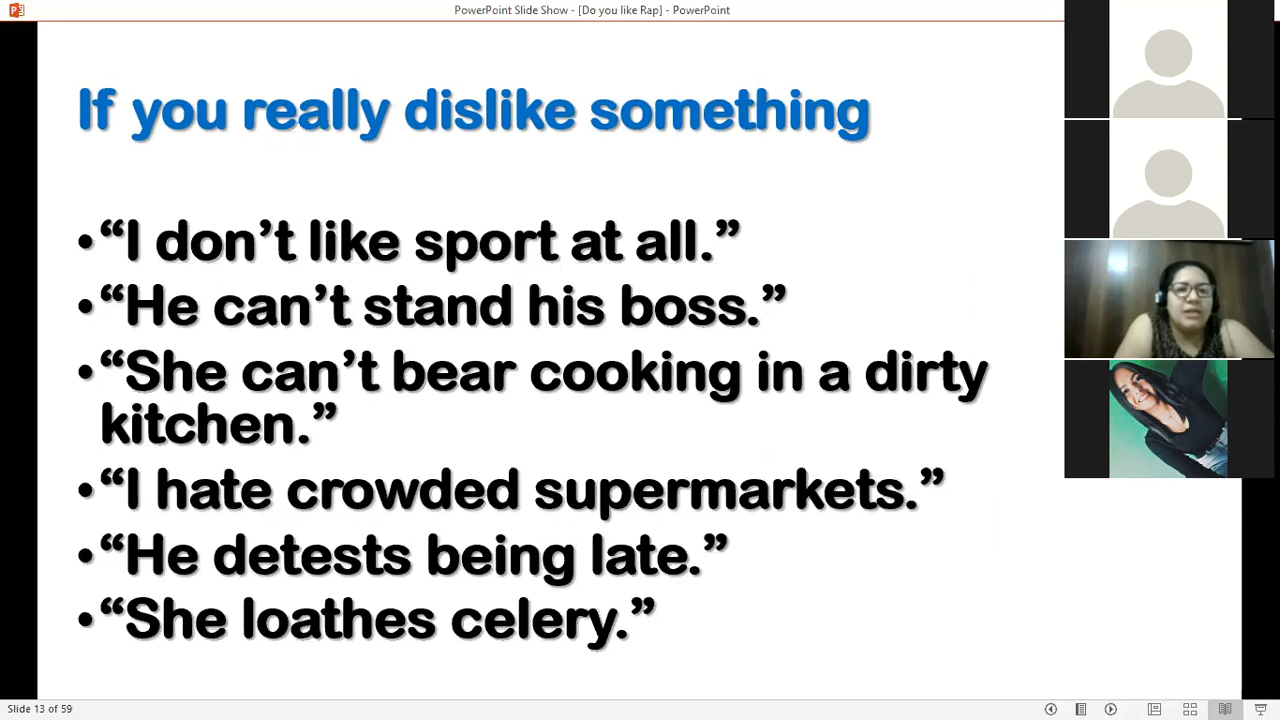 PowerPoint Slide Show - [Do you like Rap] - PowerPoint
If you really dislike something
•“I don’t like sport at all.”
•“He can’t stand his boss.”
•“She can’t bear cooking in a dirty
kitchen.”
•“I hate crowded supermarkets.”
•“He detests being late.”
•“She loathes celery.”
Slide 13 of 59